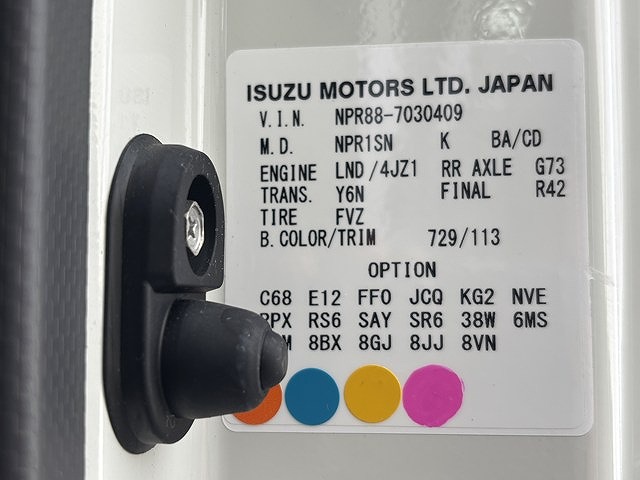 ISUZU MOTORS LTD. JAPAN
V.I.N. NPR88-7030409
M.D. NPR1SN K BA/CD
ENGINE LND/4JZ1 RR AXLE G73
TRANS. Y6N FINAL R42
TIRE FVZ
B.COLOR/TRIM 729/113
OPTION
C68 E12 FF0 JCQ KG2 NVE
RS6 SAY SR6 38W 6MS
8BX 8GJ 8JJ 8VN